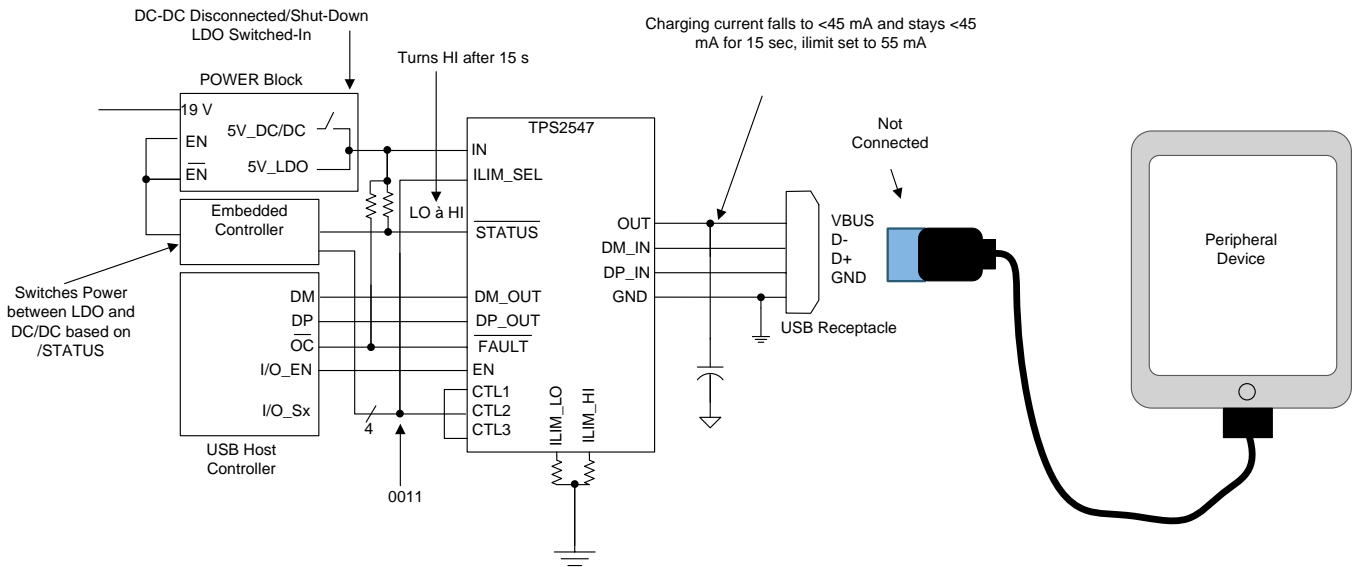 DC-DC Disconnected/Shut-Down
LDO Switched-In
Charging current falls to <45 mA and stays <45
mA for 15 sec, ilimit set to 55 mA
Turns HI after 15 s
POWER Block
19 V
EN
EN
5V_DC/DC
5V_LDO
TPS2547
IN
ILIM_SEL
LO à HI
STATUS
Embedded
Controller
Switches Power
between LDO and
DC/DC based on
/STATUS
DM
DP
OC
I/O_EN
I/O_Sx
USB Host
Controller
DM_OUT
DP_OUT
FAULT
EN
CTL1
CTL2
CTL3
4
0011
ILIM_LO
ILIM_HI
OUT
DM_IN
DP_IN
GND
VBUS
D-
D+
GND
USB Receptacle
Not
Connected
Peripheral
Device